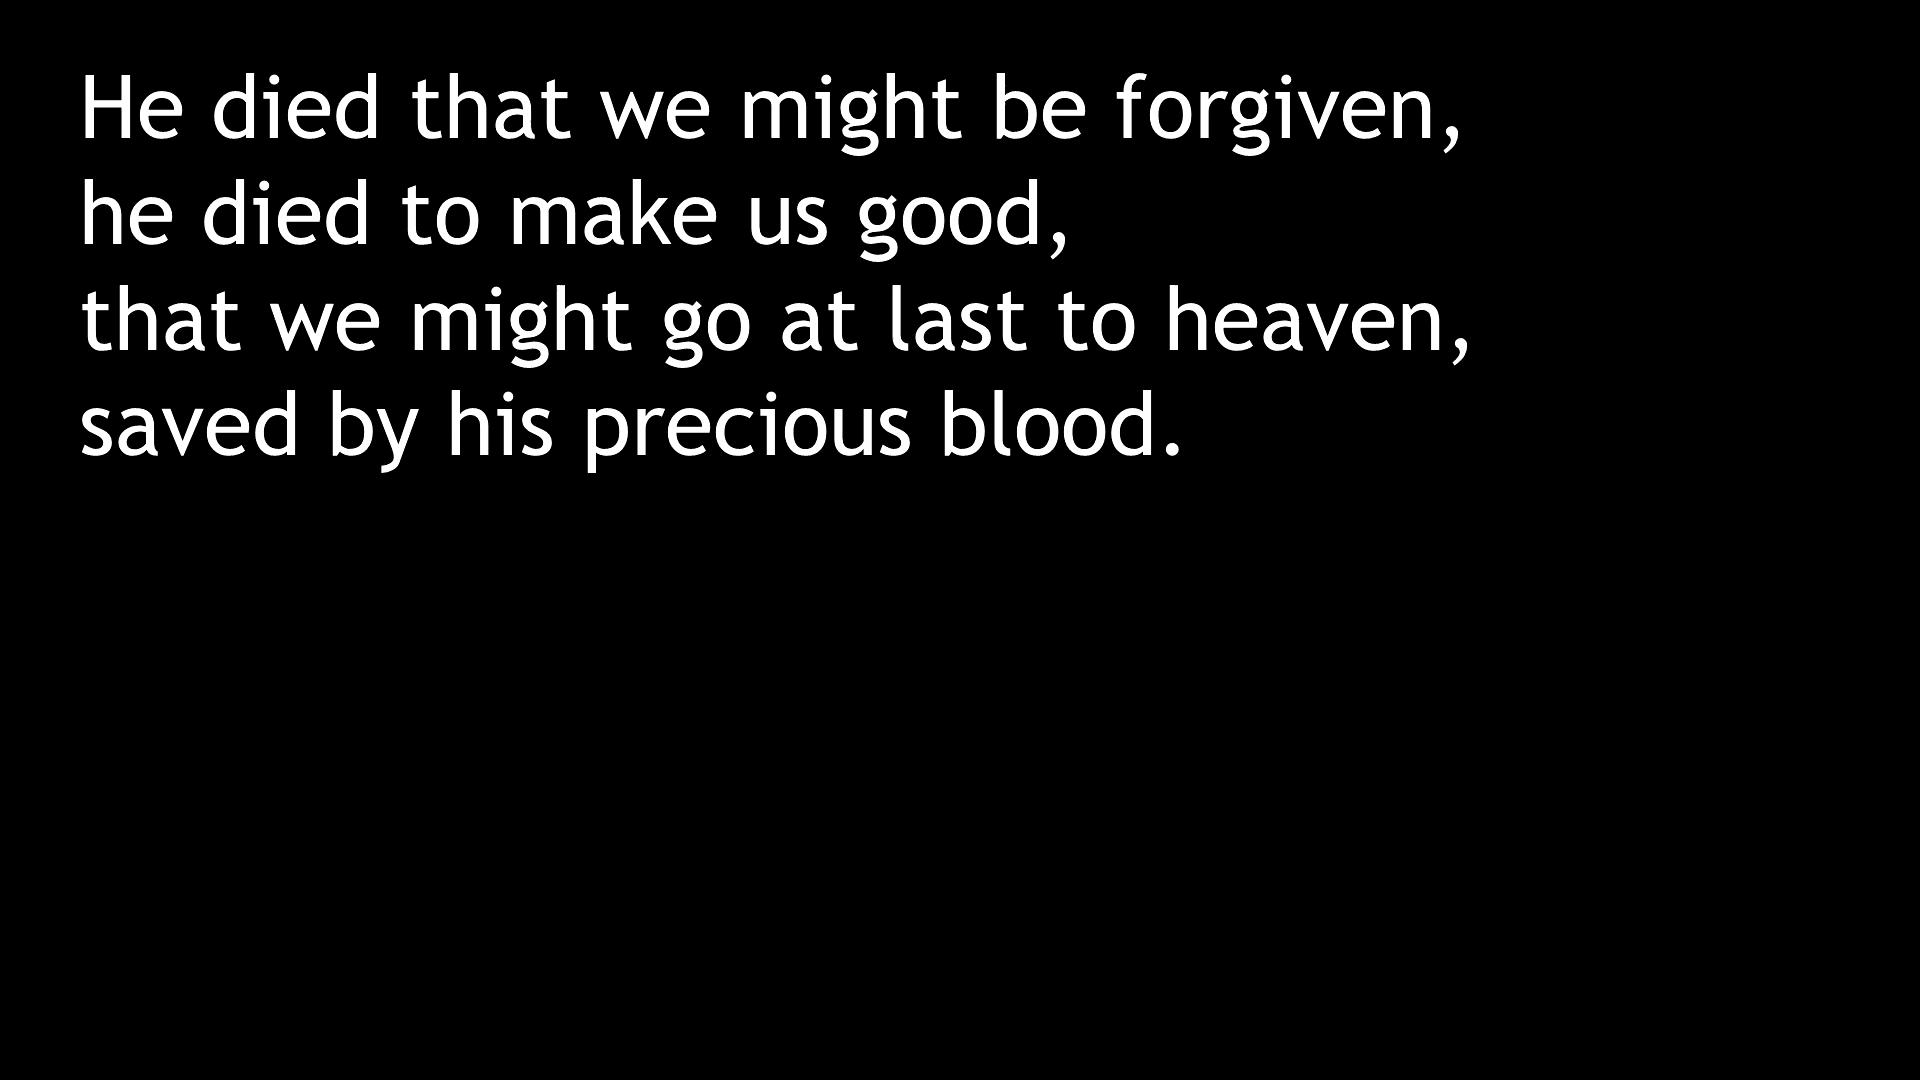 He died that we might be forgiven,
he died to make us good,
that we might go at last to heaven,
saved by his precious blood.